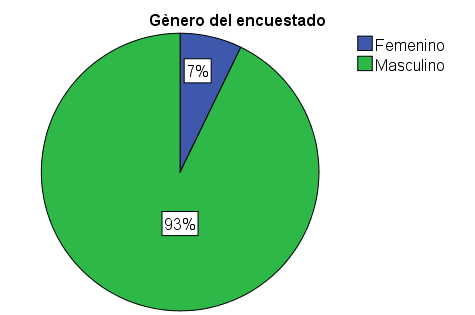 Gènero del encuestado
Femenino
Masculino
7%
93%